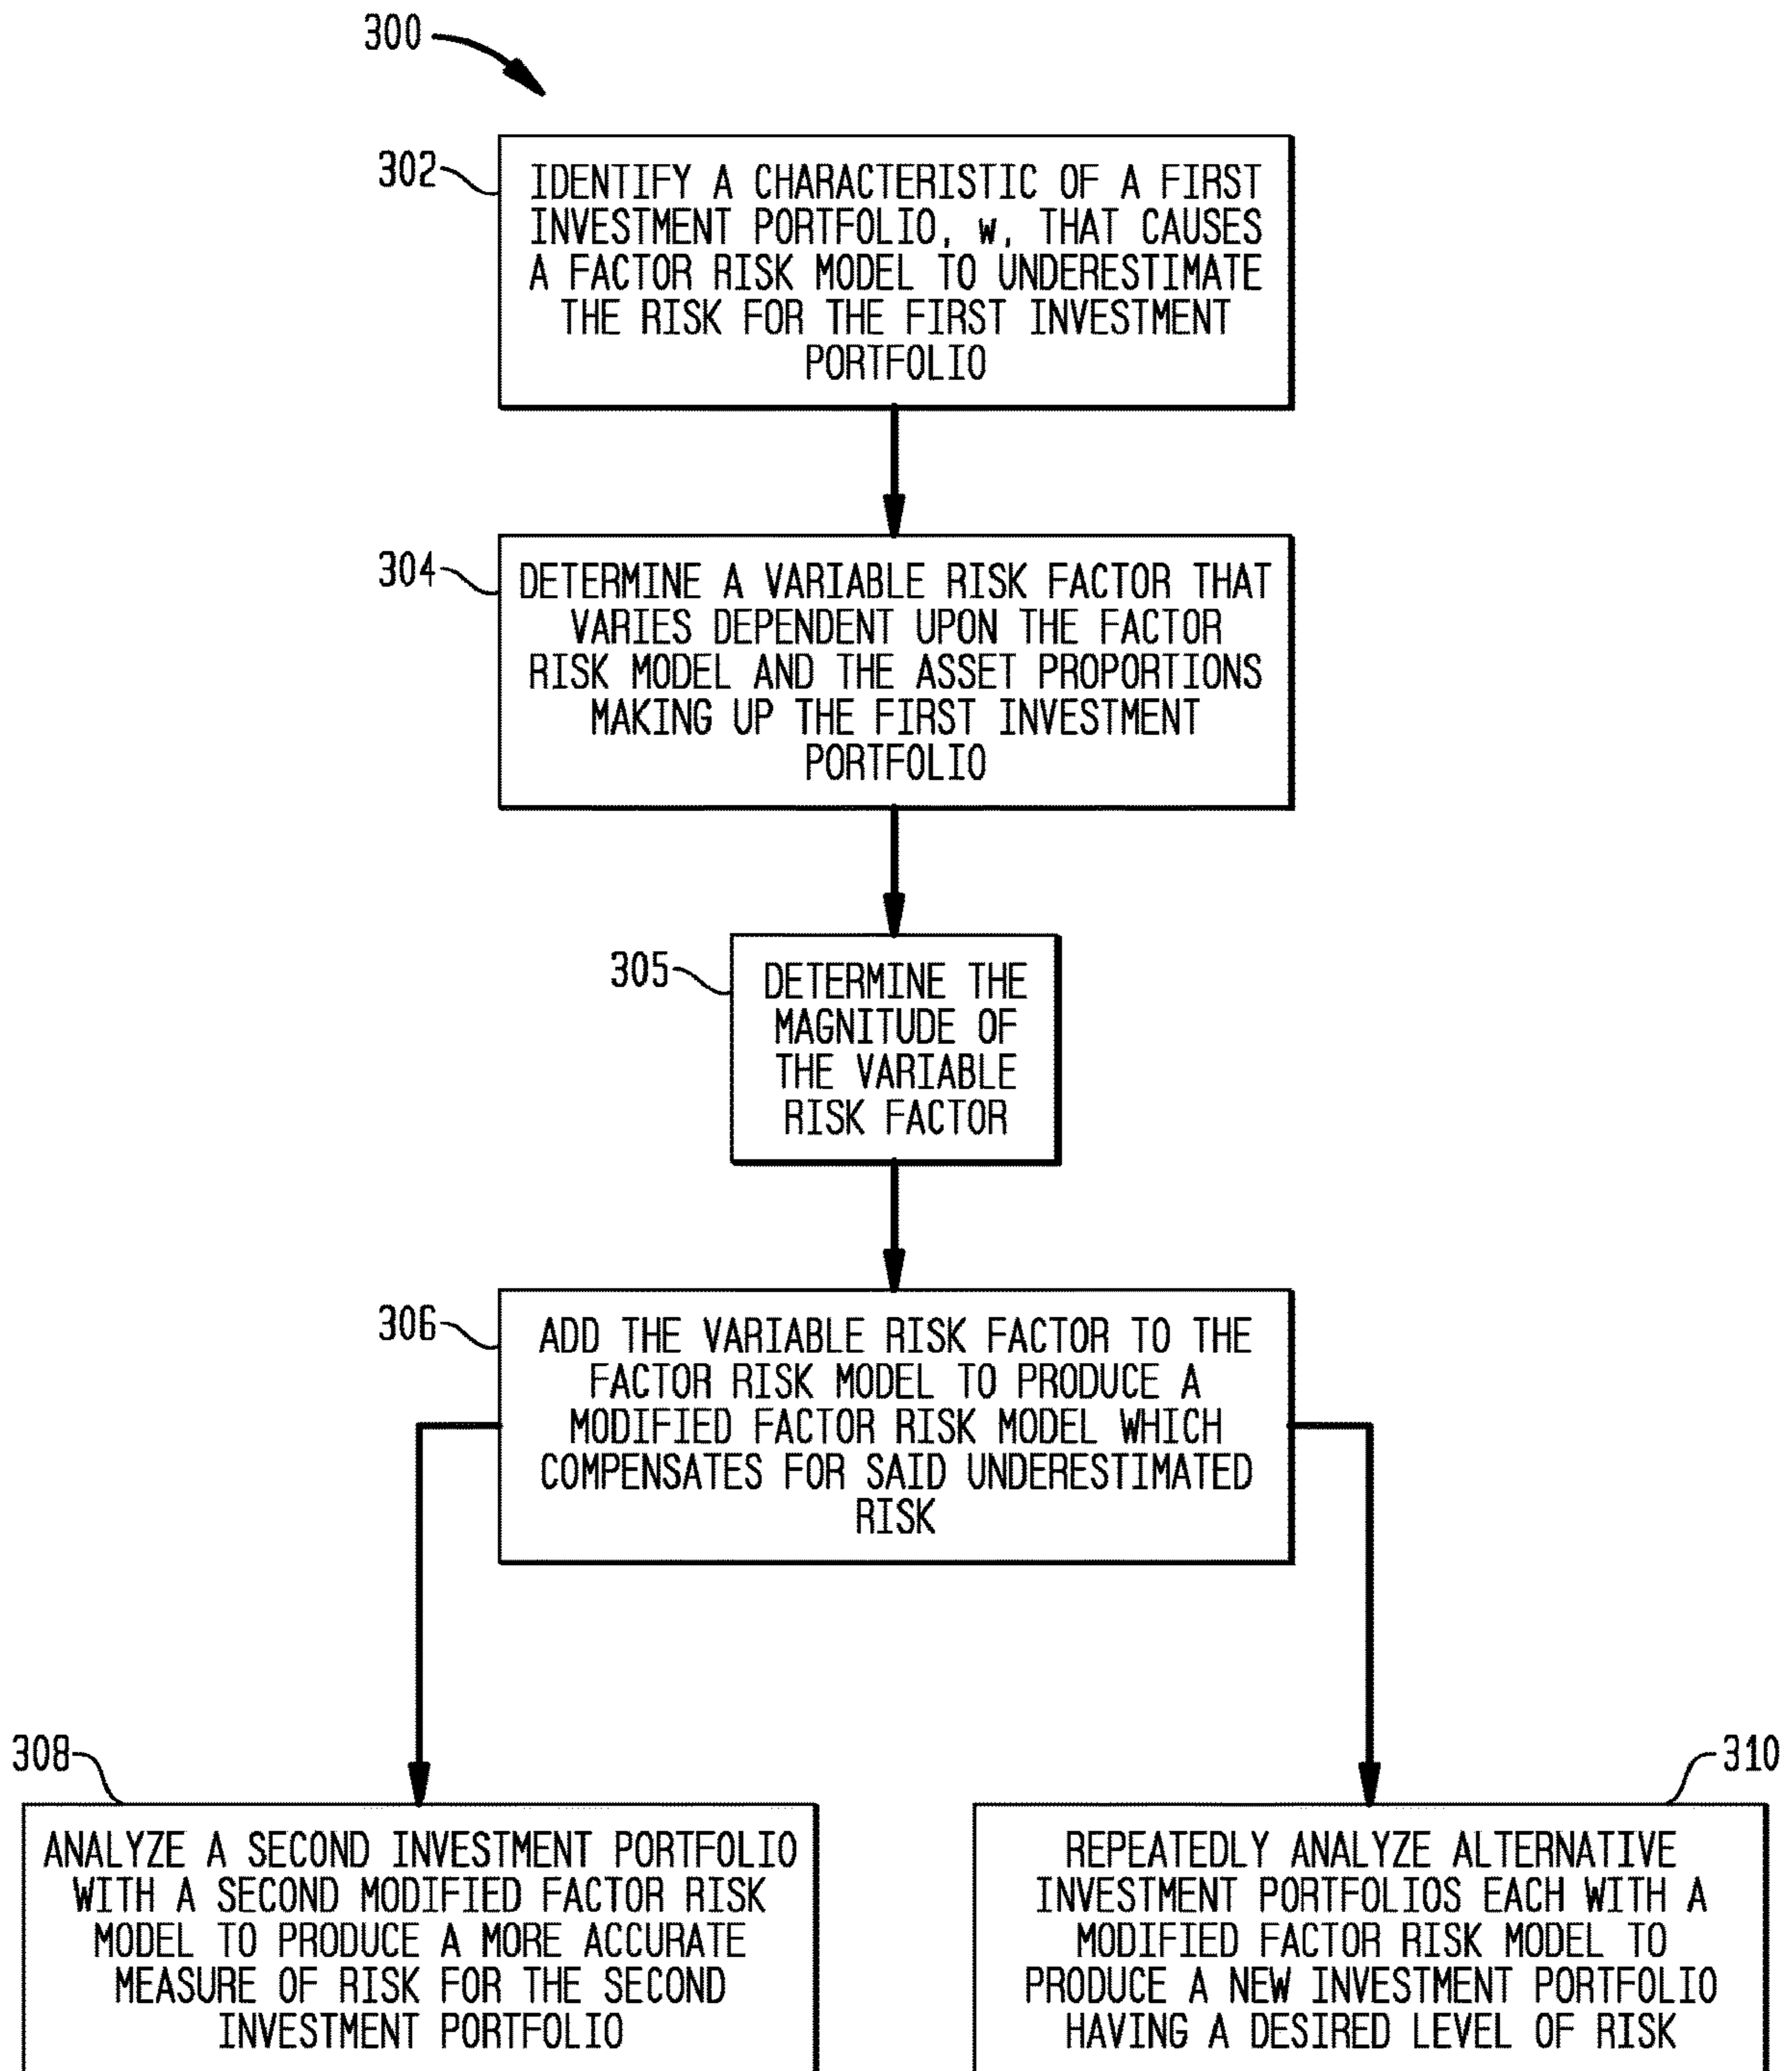 300
302
IDENTIFY A CHARACTERISTIC OF A FIRST
INVESTMENT PORTFOLIO, w, THAT CAUSES
A FACTOR RISK MODEL TO UNDERESTIMATE
THE RISK FOR THE FIRST INVESTMENT
PORTFOLIO
304
DETERMINE A VARIABLE RISK FACTOR THAT
VARIES DEPENDENT UPON THE FACTOR
RISK MODEL AND THE ASSET PROPORTIONS
MAKING UP THE FIRST INVESTMENT
PORTFOLIO
305
DETERMINE THE
MAGNITUDE OF
THE VARIABLE
RISK FACTOR
306
ADD THE VARIABLE RISK FACTOR TO THE
FACTOR RISK MODEL TO PRODUCE A
MODIFIED FACTOR RISK MODEL WHICH
COMPENSATES FOR SAID UNDERESTIMATED
RISK
308
ANALYZE A SECOND INVESTMENT PORTFOLIO
WITH A SECOND MODIFIED FACTOR RISK
MODEL TO PRODUCE A MORE ACCURATE
MEASURE OF RISK FOR THE SECOND
INVESTMENT PORTFOLIO
310
REPEATEDLY ANALYZE ALTERNATIVE
INVESTMENT PORTFOLIOS EACH WITH A
MODIFIED FACTOR RISK MODEL TO
PRODUCE A NEW INVESTMENT PORTFOLIO
HAVING A DESIRED LEVEL OF RISK